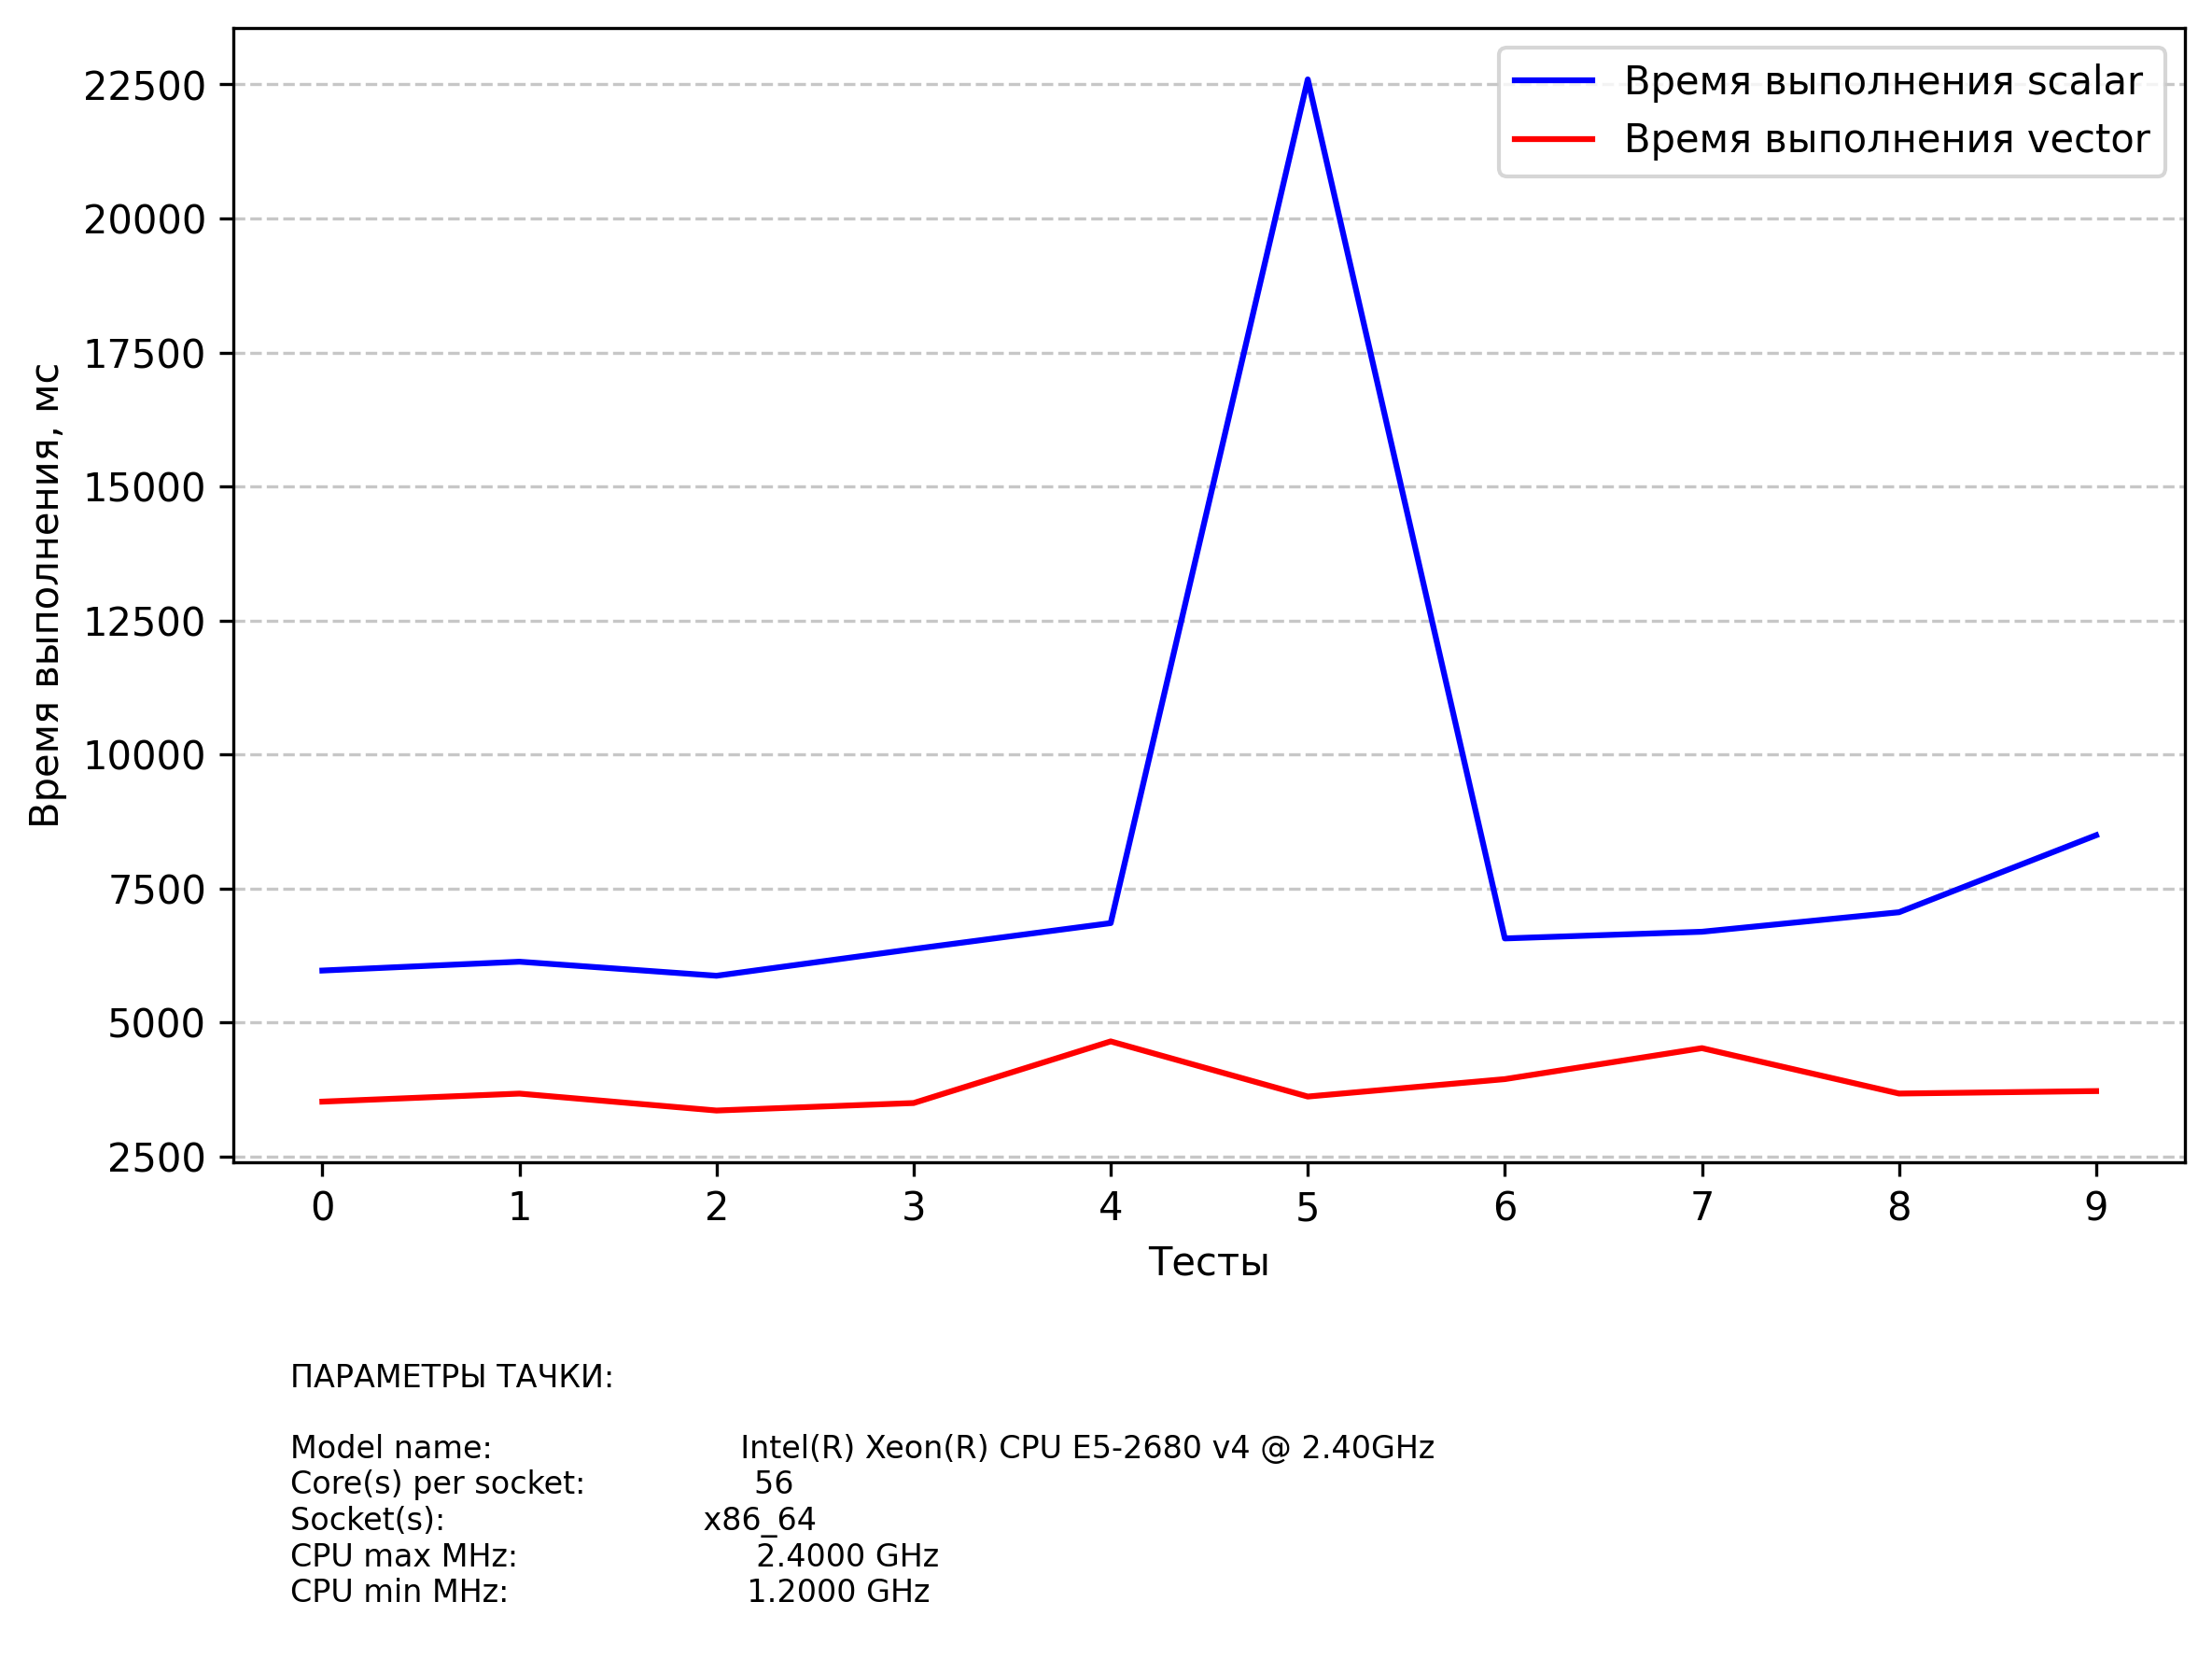 Время выполнения scalar
Время выполнения vector
22500
20000
17500
15000
12500
10000
7500
5000
2500
Время выполнения, мс
0 1 2 3 4 5 6 7 8 9
Тесты
ПАРАМЕТРЫ ТАЧКИ:
Model name: Intel(R) Xeon(R) CPU E5-2680 v4 @ 2.40GHz
Core(s) per socket: 56
Socket(s): x86_64
CPU max MHz: 2.4000 GHz
CPU min MHz: 1.2000 GHz